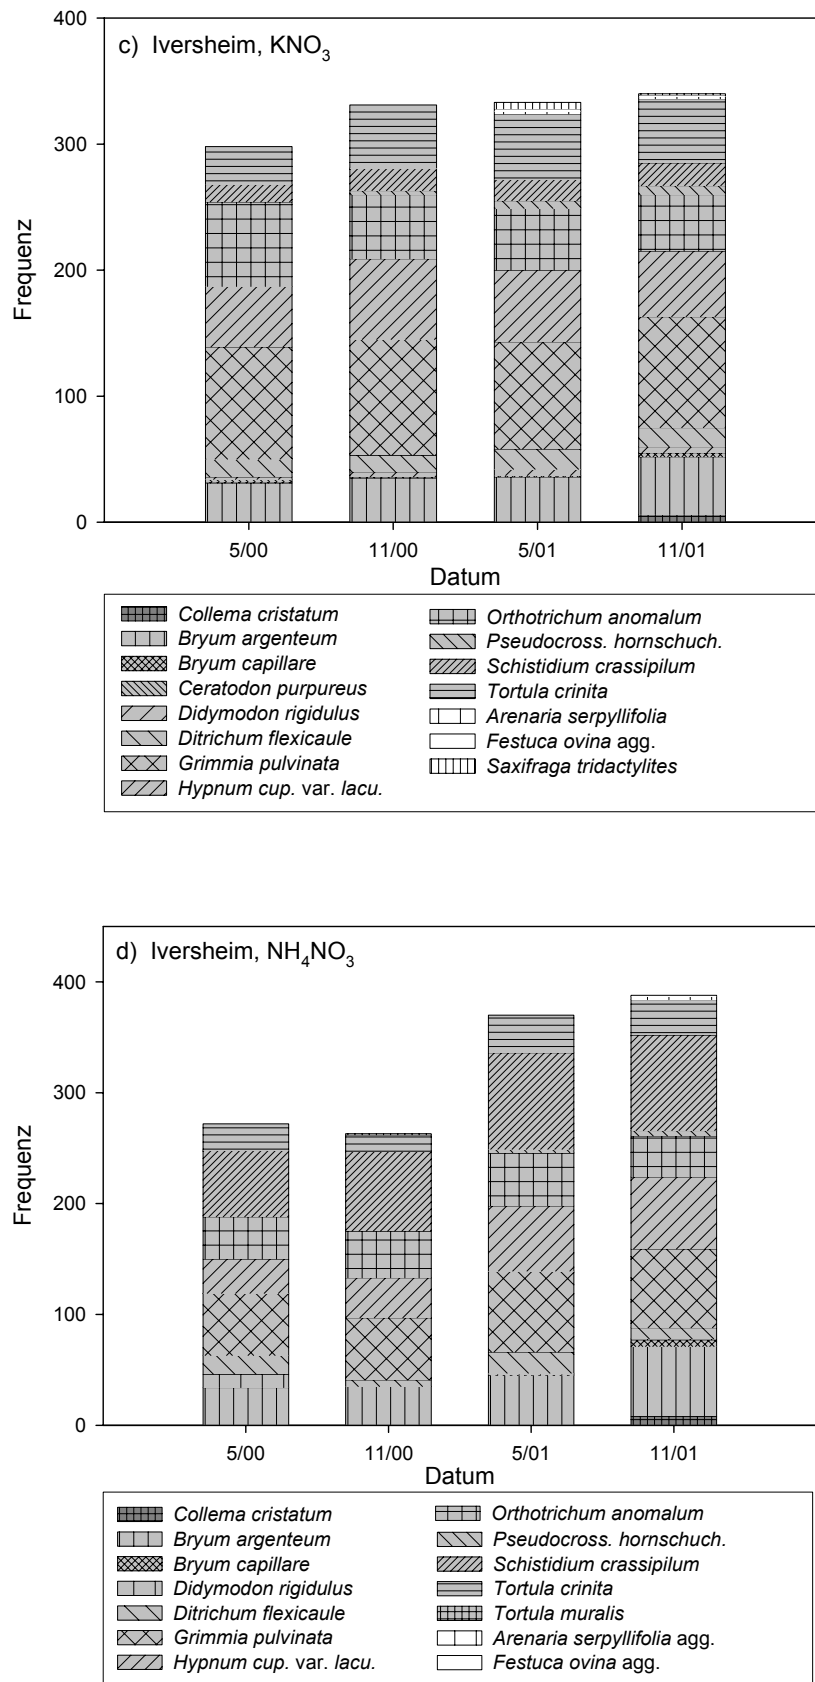 400
c) Iversheim, KNO3
300
200
100
0
Frequenz
5/00 11/00 5/01 11/01
Datum
Collema cristatum
Bryum argenteum
Bryum capillare
Ceratodon purpureus
Didymodon rigidulus
Ditrichum flexicaule
Grimmia pulvinata
Hypnum cup. var. lacu.
Orthotrichum anomalum
Pseudocross. hornschuch.
Schistidium crassipilum
Tortula crinita
Arenaria serpyllifolia
Festuca ovina agg.
Saxifraga tridactylites
d) Iversheim, NH4NO3
400
300
200
100
0
Frequenz
5/00 11/00 5/01 11/01
Datum
Collema cristatum
Bryum argenteum
Bryum capillare
Didymodon rigidulus
Ditrichum flexicaule
Grimmia pulvinata
Hypnum cup. var. lacu.
Orthotrichum anomalum
Pseudocross. hornschuch.
Schistidium crassipilum
Tortula crinita
Tortula muralis
Arenaria serpyllifolia agg.
Festuca ovina agg.